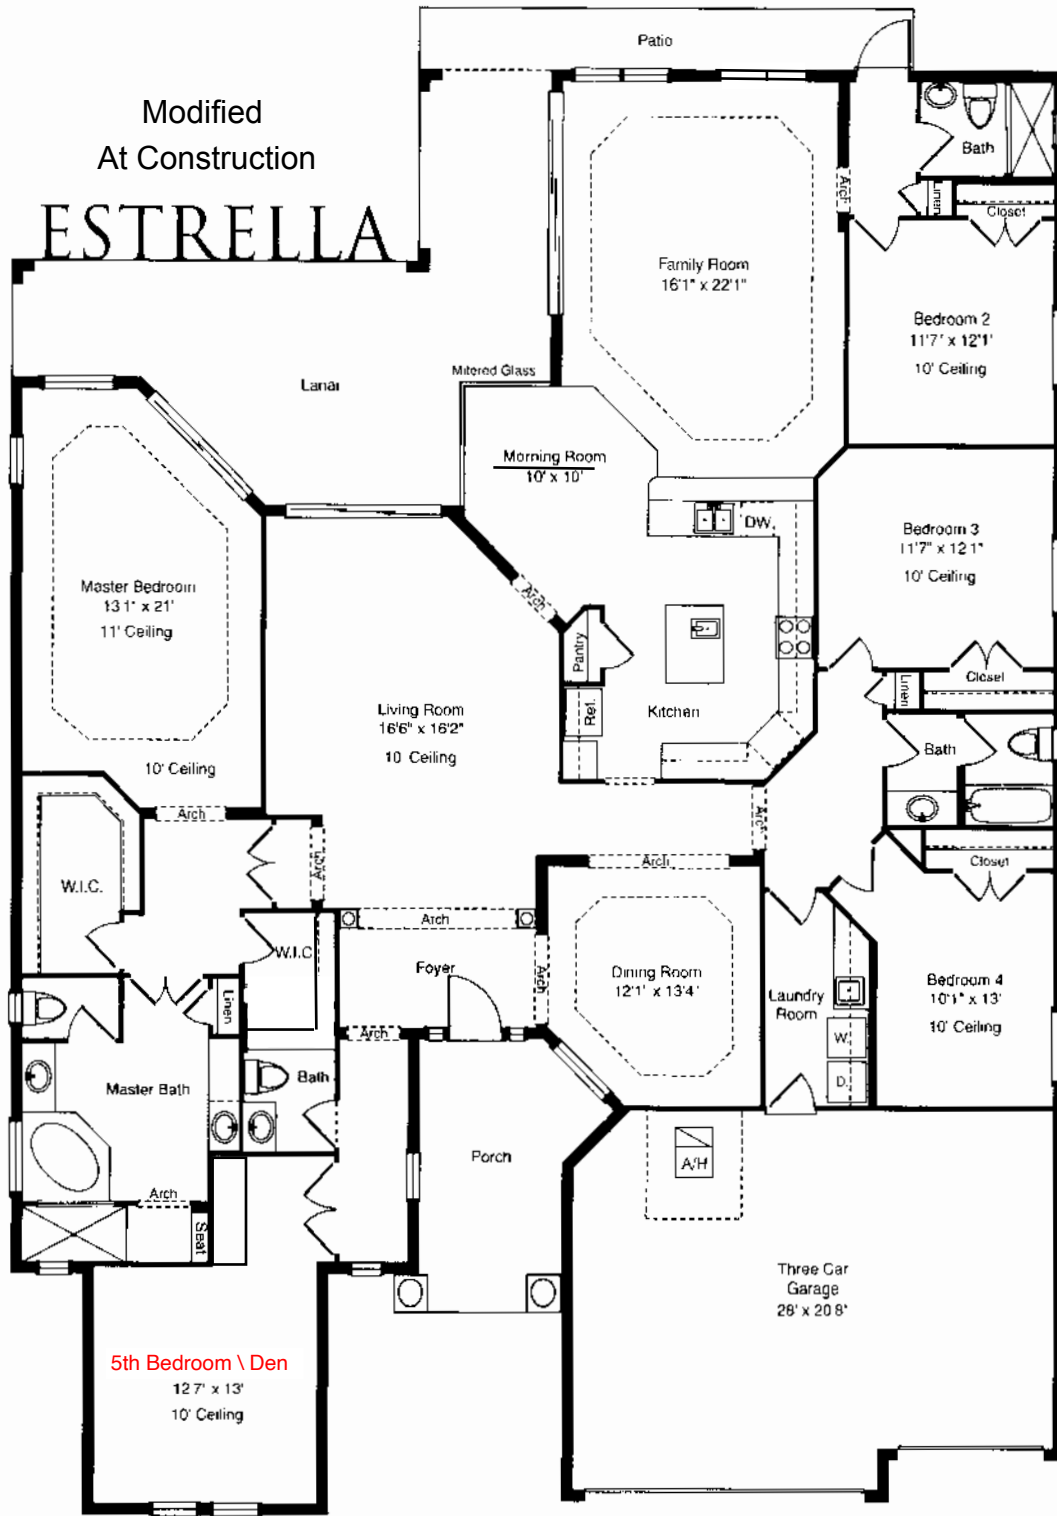 Patio
Modified
At Construction
ESTRELLA
Bath
Linen
Closet
Arch
Family Room
16'1" x 22'1"
Bedroom 2
11'7" x 12'1"
10' Ceiling
Lanai
Mitered Glass
Morning Room
10' x 10'
DW.
Bedroom 3
11'7" x 12'1"
10' Ceiling
Master Bedroom
13'1" x 21'
11' Ceiling
10' Ceiling
Arch
Pantry
Ref.
Kitchen
Living Room
16'6" x 16'2"
10' Ceiling
Linen
Closet
Bath
Arch
Arch
Arch
Arch
Closet
W.I.C.
Arch
W.I.C
Foyer
Arch
Dining Room
12'1" x 13'4"
Laundry
Room
Bedroom 4
10'1" x 13'
10' Ceiling
Linen
Arch
W.
D.
Master Bath
Bath
Porch
A/H
Arch
Seat
Three Car
Garage
28' x 20'8"
5th Bedroom \ Den
12'7' x 13'
10' Ceiling